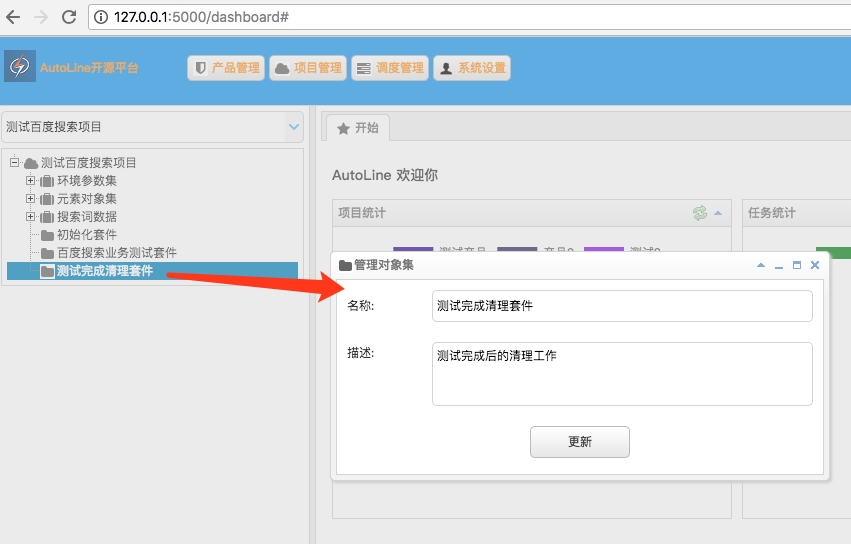 127.0.0.1:5000/dashboard#
AutoLine开源平台
产品管理
项目管理
调度管理
系统设置
测试百度搜索项目
开始
测试百度搜索项目
环境参数集
元素对象集
搜索词数据
初始化套件
百度搜索业务测试套件
测试完成清理套件
AutoLine 欢迎你
项目统计
任务统计
管理对象集
名称:
测试完成清理套件
描述:
测试完成后的清理工作
更新